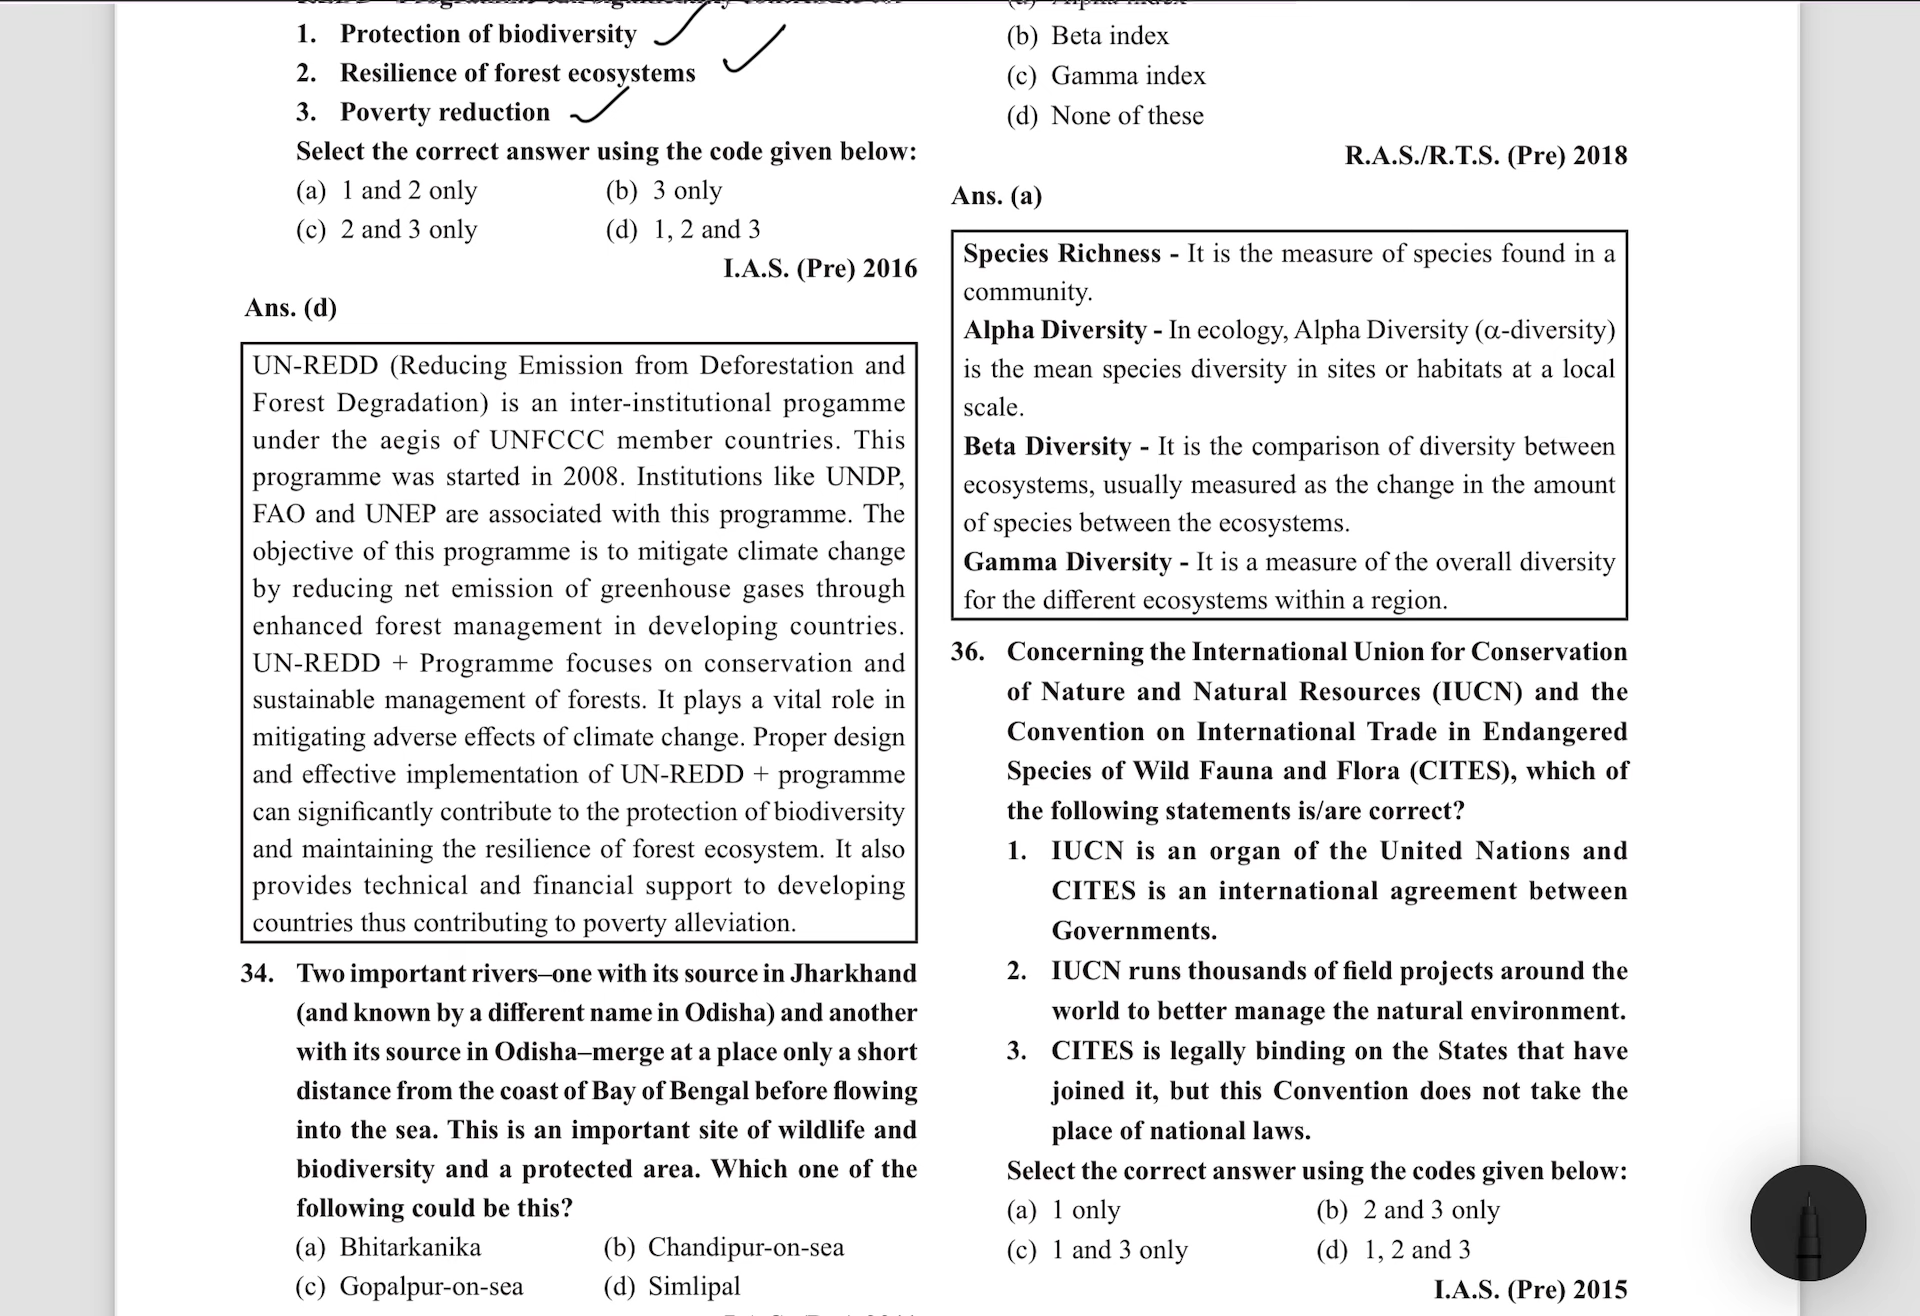 1. Protection of biodiversity
2. Resilience of forest ecosystems
3. Poverty reduction
Select the correct answer using the code given below:
(a) 1 and 2 only (b) 3 only
(c) 2 and 3 only (d) 1, 2 and 3
I.A.S. (Pre) 2016
Ans. (d)
UN-REDD (Reducing Emission from Deforestation and
Forest Degradation) is an inter-institutional progamme
under the aegis of UNFCCC member countries. This
programme was started in 2008. Institutions like UNDP,
FAO and UNEP are associated with this programme. The
objective of this programme is to mitigate climate change
by reducing net emission of greenhouse gases through
enhanced forest management in developing countries.
UN-REDD + Programme focuses on conservation and
sustainable management of forests. It plays a vital role in
mitigating adverse effects of climate change. Proper design
and effective implementation of UN-REDD + programme
can significantly contribute to the protection of biodiversity
and maintaining the resilience of forest ecosystem. It also
provides technical and financial support to developing
countries thus contributing to poverty alleviation.
34. Two important rivers–one with its source in Jharkhand
(and known by a different name in Odisha) and another
with its source in Odisha–merge at a place only a short
distance from the coast of Bay of Bengal before flowing
into the sea. This is an important site of wildlife and
biodiversity and a protected area. Which one of the
following could be this?
(a) Bhitarkanika (b) Chandipur-on-sea
(c) Gopalpur-on-sea (d) Simlipal
(b) Beta index
(c) Gamma index
(d) None of these
R.A.S./R.T.S. (Pre) 2018
Ans. (a)
Species Richness - It is the measure of species found in a
community.
Alpha Diversity - In ecology, Alpha Diversity (α-diversity)
is the mean species diversity in sites or habitats at a local
scale.
Beta Diversity - It is the comparison of diversity between
ecosystems, usually measured as the change in the amount
of species between the ecosystems.
Gamma Diversity - It is a measure of the overall diversity
for the different ecosystems within a region.
36. Concerning the International Union for Conservation
of Nature and Natural Resources (IUCN) and the
Convention on International Trade in Endangered
Species of Wild Fauna and Flora (CITES), which of
the following statements is/are correct?
1. IUCN is an organ of the United Nations and
CITES is an international agreement between
Governments.
2. IUCN runs thousands of field projects around the
world to better manage the natural environment.
3. CITES is legally binding on the States that have
joined it, but this Convention does not take the
place of national laws.
Select the correct answer using the codes given below:
(a) 1 only (b) 2 and 3 only
(c) 1 and 3 only (d) 1, 2 and 3
I.A.S. (Pre) 2015